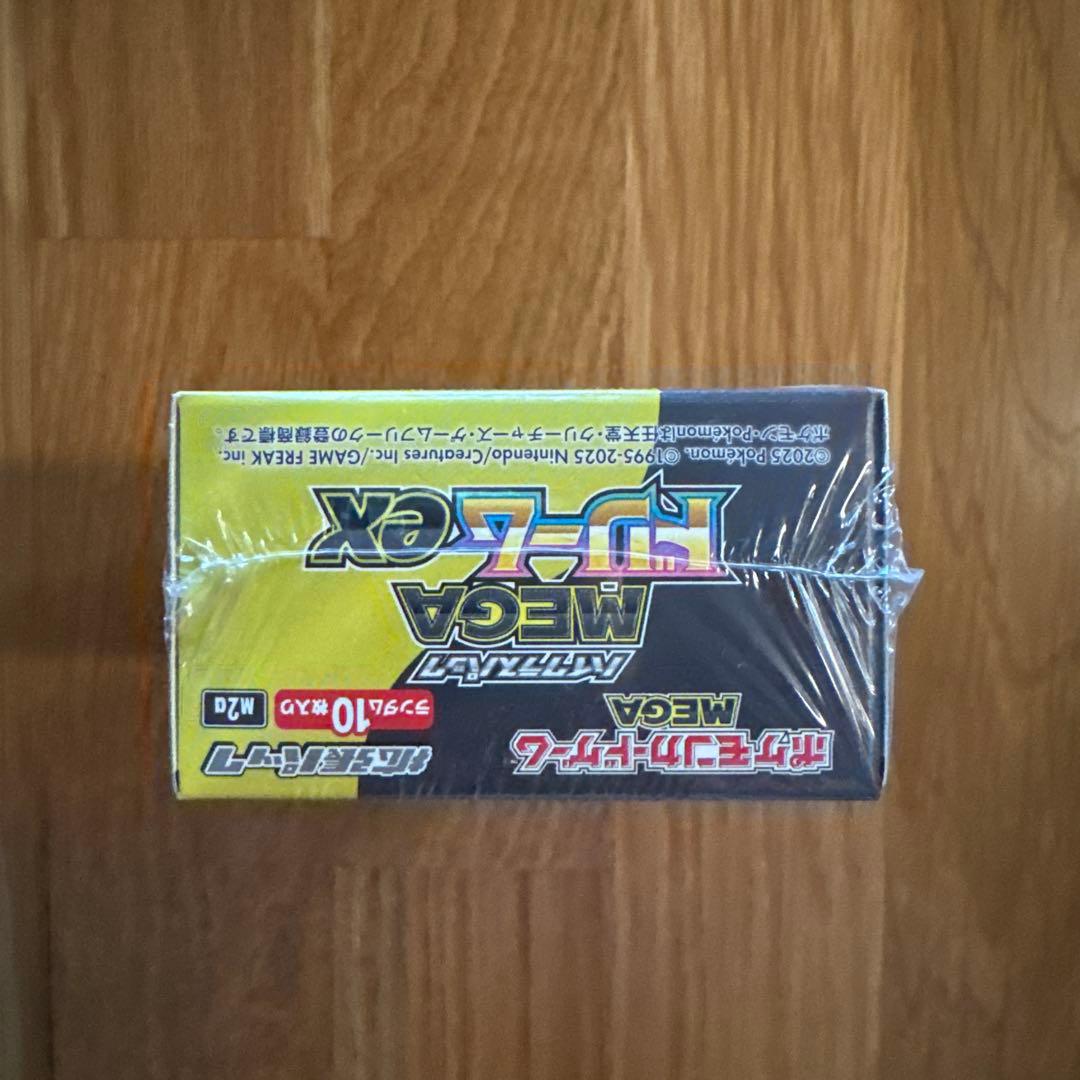 ポケモンカードゲーム™
MEGA
拡張パック
ランダム10枚入り
M2a
ハイクラスパック
MEGA
ドリームex
©2025 Pokémon. ©1995-2025 Nintendo/Creatures Inc./GAME FREAK inc.
ポケモン・Pokémonは任天堂・クリーチャーズ・ゲームフリークの登録商標です。